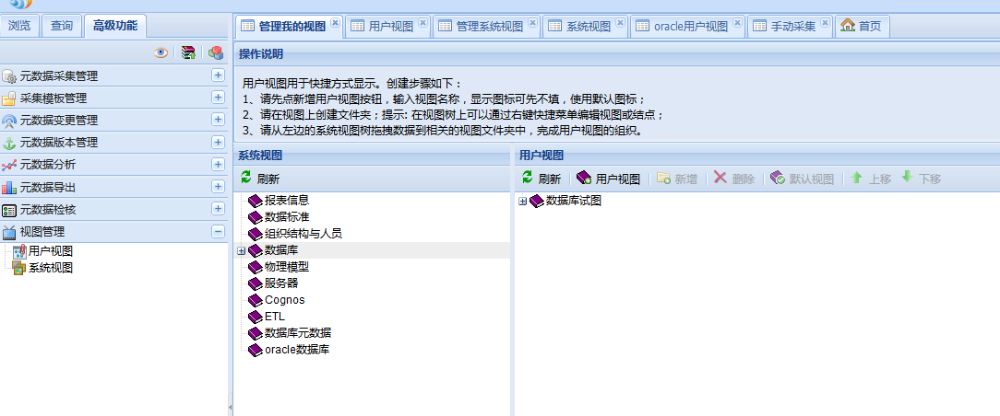 浏览 查询 高级功能
管理我的视图 用户视图 管理系统视图 系统视图 oracle用户视图 手动采集 首页
元数据采集管理
采集模板管理
元数据变更管理
元数据版本管理
元数据分析
元数据导出
元数据检核
视图管理
用户视图
系统视图
操作说明
用户视图用于快捷方式显示。创建步骤如下：
1、请先点新增用户视图按钮，输入视图名称，显示图标可先不填，使用默认图标；
2、请在视图上创建文件夹；提示: 在视图树上可以通过右键快捷菜单编辑视图或结点；
3、请从左边的系统视图树拖拽数据到相关的视图文件夹中，完成用户视图的组织。
系统视图
刷新
报表信息
数据标准
组织结构与人员
数据库
物理模型
服务器
Cognos
ETL
数据库元数据
oracle数据库
用户视图
刷新 用户视图 新增 删除 默认视图 上移 下移
数据库试图